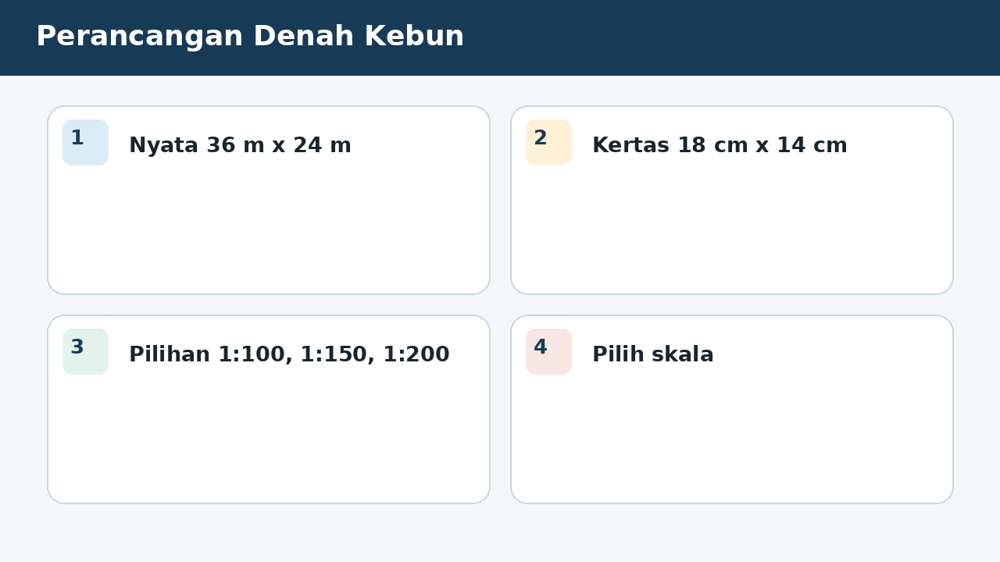 Perancangan Denah Kebun
1
Nyata 36 m x 24 m
2
Kertas 18 cm x 14 cm
3
Pilihan 1:100, 1:150, 1:200
4
Pilih skala